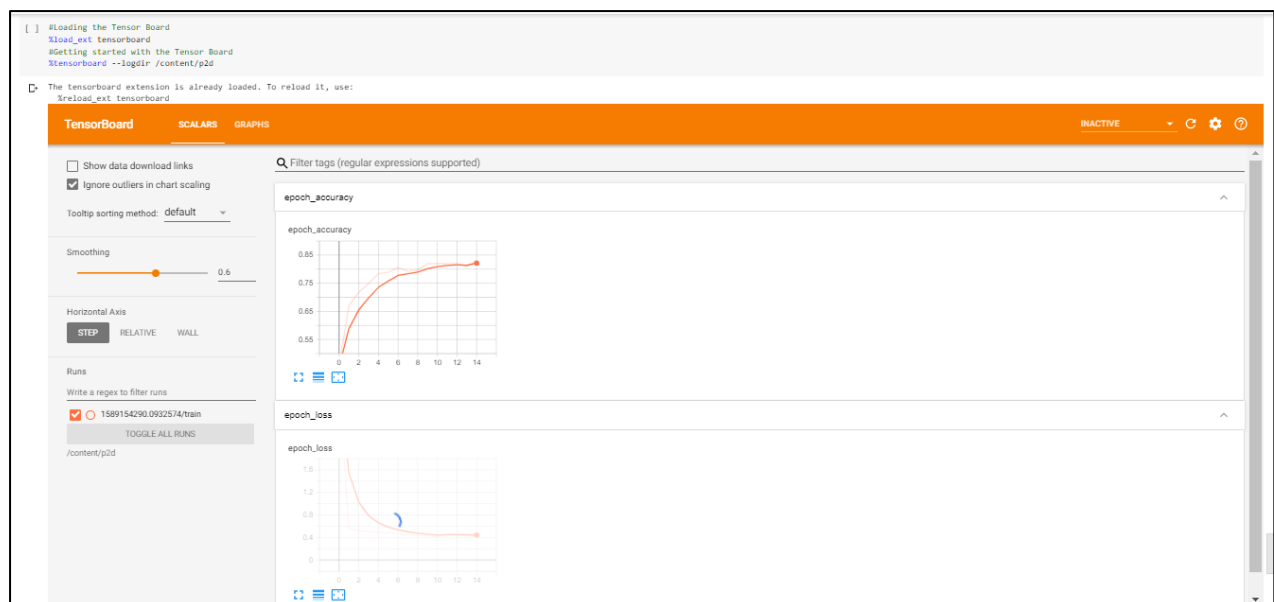 [ ] #Loading the Tensor Board
%load_ext tensorboard
#Getting started with the Tensor Board
%tensorboard --logdir /content/p2d
The tensorboard extension is already loaded. To reload it, use:
%reload_ext tensorboard
TensorBoard SCALARS GRAPHS INACTIVE
Show data download links
Ignore outliers in chart scaling
Tooltip sorting method: default
Smoothing
0.6
Horizontal Axis
STEP RELATIVE WALL
Runs
Write a regex to filter runs
1589154290.0932574/train
TOGGLE ALL RUNS
/content/p2d
Filter tags (regular expressions supported)
epoch_accuracy
epoch_accuracy
0.85
0.75
0.65
0.55
0 2 4 6 8 10 12 14
epoch_loss
epoch_loss
1.6
1.2
0.8
0.4
0
0 2 4 6 8 10 12 14